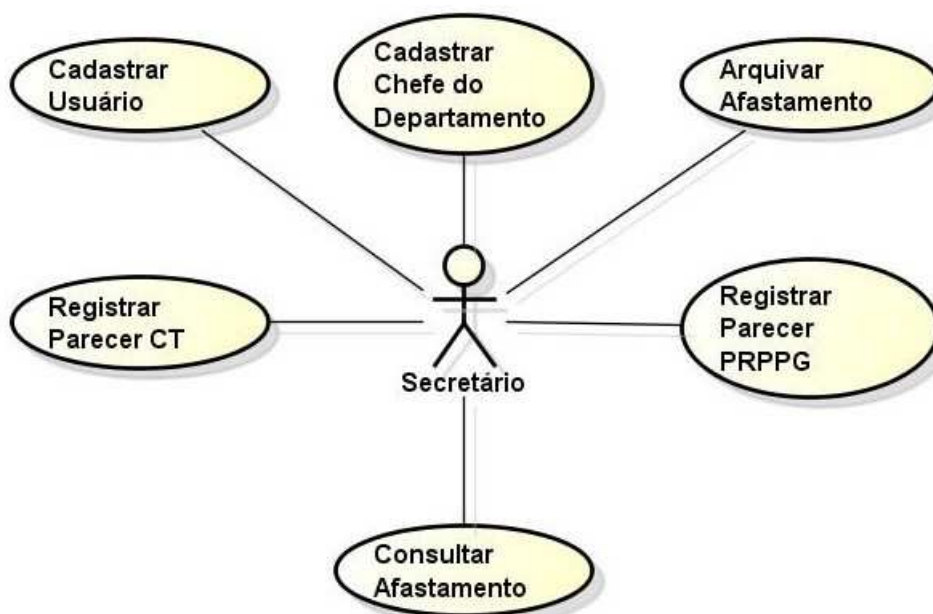 Cadastrar
Usuário
Cadastrar
Chefe do
Departamento
Arquivar
Afastamento
Registrar
Parecer CT
Secretário
Registrar
Parecer
PRPPG
Consultar
Afastamento